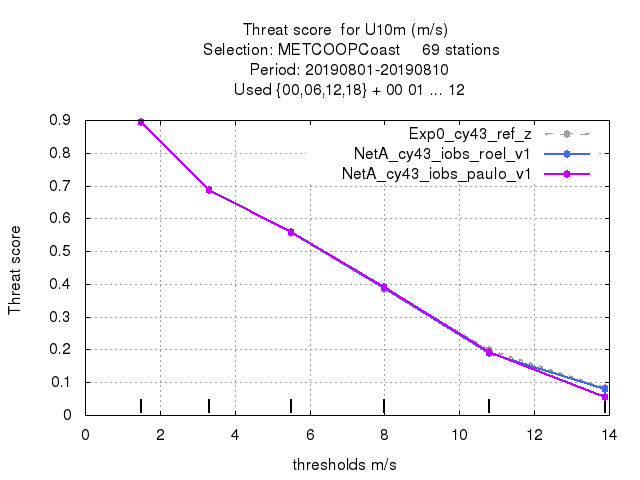 Threat score for U10m (m/s)
Selection: METCOOPCoast 69 stations
Period: 20190801-20190810
Used {00,06,12,18} + 00 01 ... 12
Exp0_cy43_ref_z
NetA_cy43_iobs_roel_v1
NetA_cy43_iobs_paulo_v1
Threat score
0.9
0.8
0.7
0.6
0.5
0.4
0.3
0.2
0.1
0
0 2 4 6 8 10 12 14
thresholds m/s